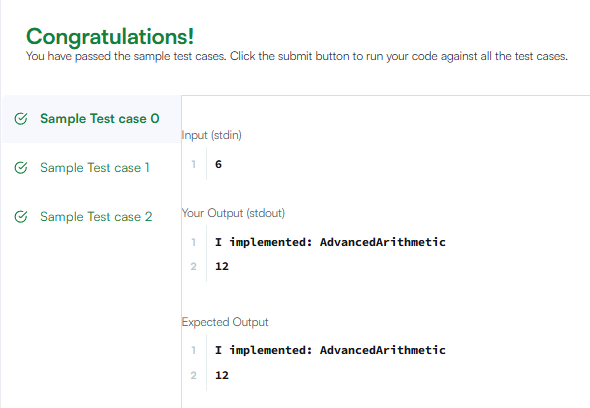 Congratulations!
You have passed the sample test cases. Click the submit button to run your code against all the test cases.
Sample Test case 0
Sample Test case 1
Sample Test case 2
Input (stdin)
1 6
Your Output (stdout)
1 I implemented: AdvancedArithmetic
2 12
Expected Output
1 I implemented: AdvancedArithmetic
2 12